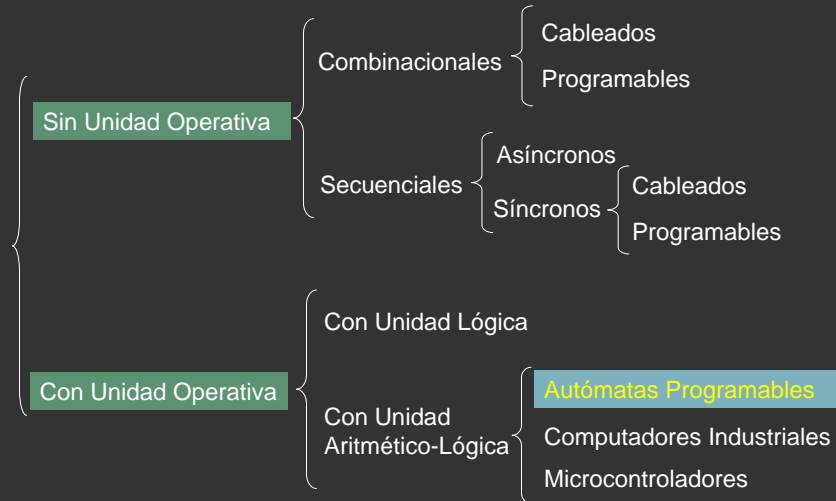 Cableados
Combinacionales
Programables
Sin Unidad Operativa
Asíncronos
Secuenciales
Cableados
Síncronos
Programables
Con Unidad Lógica
Con Unidad Operativa
Autómatas Programables
Con Unidad
Aritmético-Lógica
Computadores Industriales
Microcontroladores